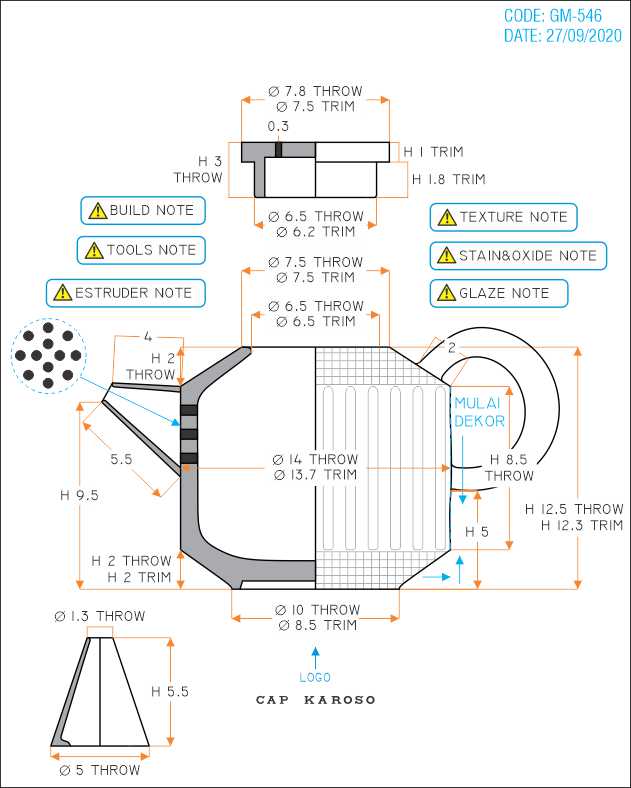 CODE: GM-546
DATE: 27/09/2020
Ø 7.8 THROW
Ø 7.5 TRIM
0.3
H 3
THROW
H 1 TRIM
H 1.8 TRIM
BUILD NOTE
TOOLS NOTE
ESTRUDER NOTE
Ø 6.5 THROW
Ø 6.2 TRIM
TEXTURE NOTE
STAIN&OXIDE NOTE
GLAZE NOTE
Ø 7.5 THROW
Ø 7.5 TRIM
Ø 6.5 THROW
Ø 6.5 TRIM
4
H 2
THROW
2
MULAI
DEKOR
5.5
Ø 14 THROW
Ø 13.7 TRIM
H 8.5
THROW
H 9.5
H 5
H 12.5 THROW
H 12.3 TRIM
H 2 THROW
H 2 TRIM
Ø 10 THROW
Ø 8.5 TRIM
Ø 1.3 THROW
LOGO
CAP KAROSO
H 5.5
Ø 5 THROW